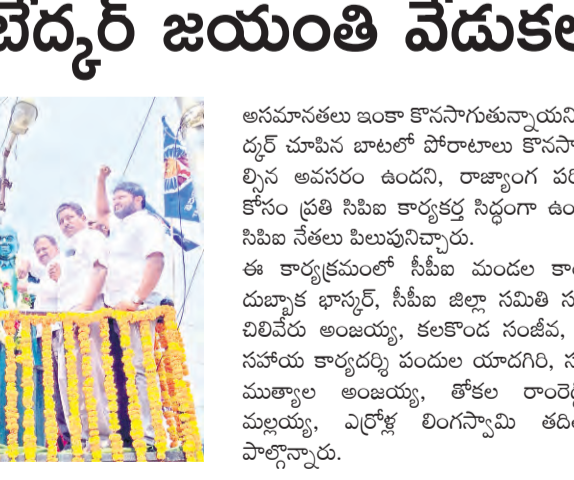 బేద్కర్ జయంతి వేడుకల
అసమానతలు ఇంకా కొనసాగుతున్నాయని
ద్కర్ చూపిన బాటలో పోరాటాలు కొనసా
ల్సిన అవసరం ఉందని, రాజ్యాంగ పరి
కోసం ప్రతి సిపిఐ కార్యకర్త సిద్ధంగా ఉం
సిపిఐ నేతలు పిలుపునిచ్చారు.
ఈ కార్యక్రమంలో సీపీఐ మండల కా
దుబ్బాక భాస్కర్, సీపీఐ జిల్లా సమితి స
చిలివేరు అంజయ్య, కలకొండ సంజీవ,
సహాయ కార్యదర్శి పందుల యాదగిరి, స
ముత్యాల అంజయ్య, తోకల రాంరెడ్డ
మల్లయ్య, ఎర్రోళ్ల లింగస్వామి తది
పాల్గొన్నారు.